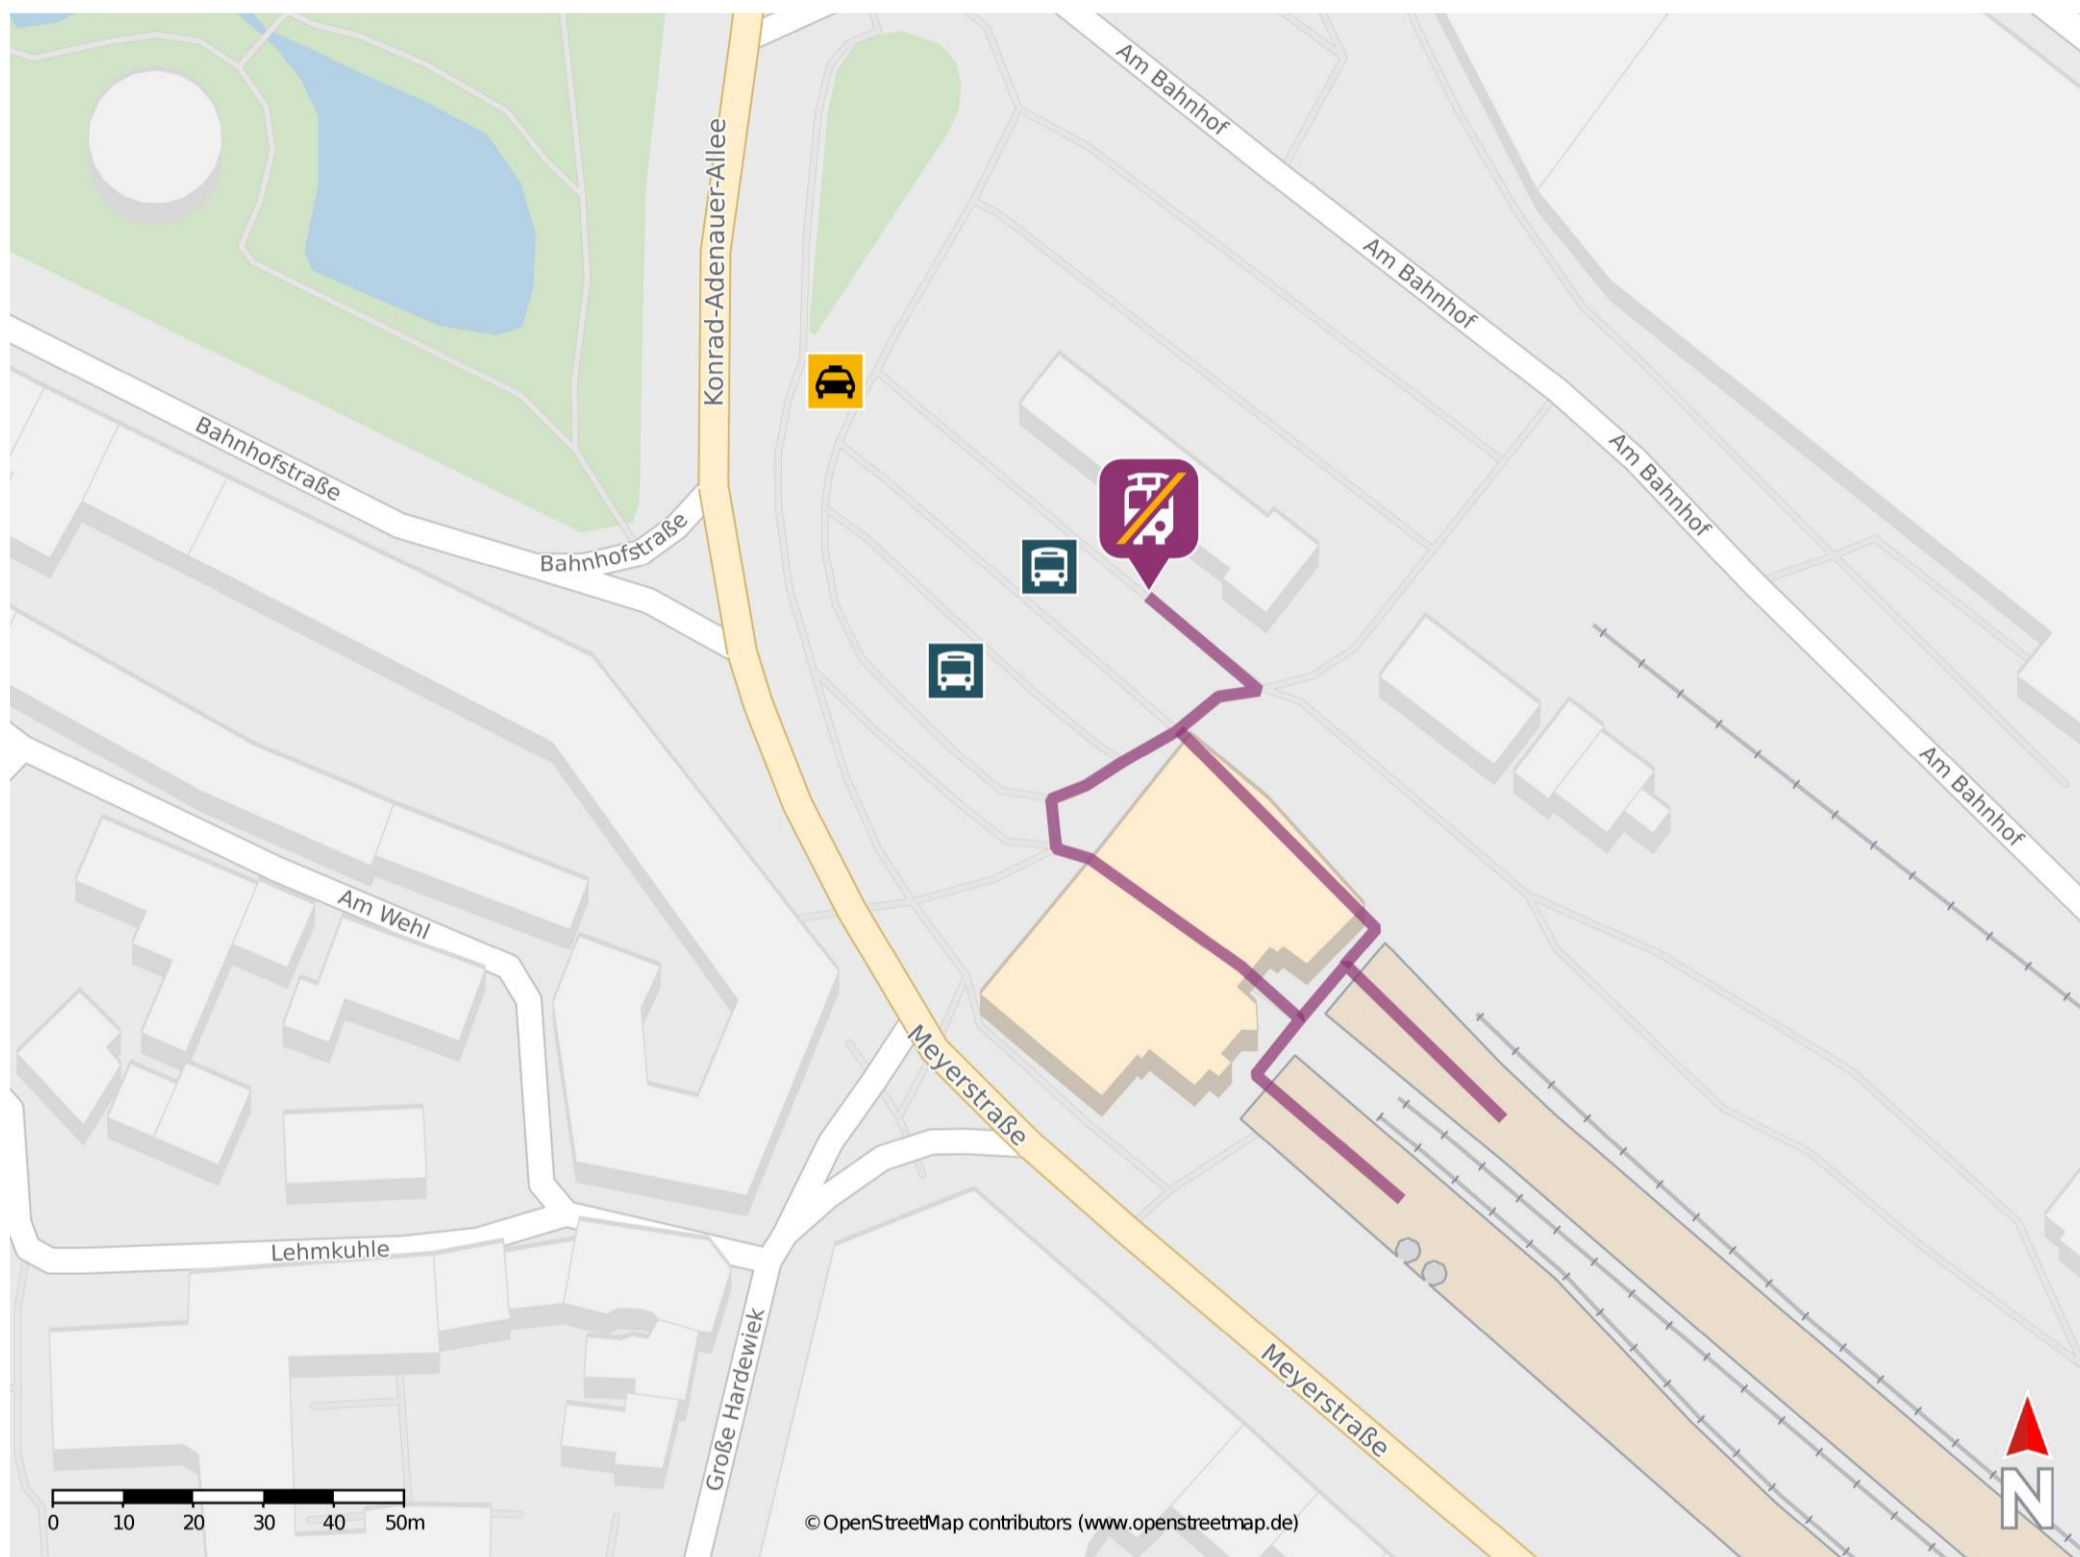 Am Bahnhof
Konrad-Adenauer-Allee
Am Bahnhof
Bahnhofstraße
Am Bahnhof
Bahnhofstraße
Am Bahnhof
Am Wehl
Meyerstraße
Lehmkuhle
Große Hardewiek
Meyerstraße
N
0 10 20 30 40 50m
© OpenStreetMap contributors (www.openstreetmap.de)